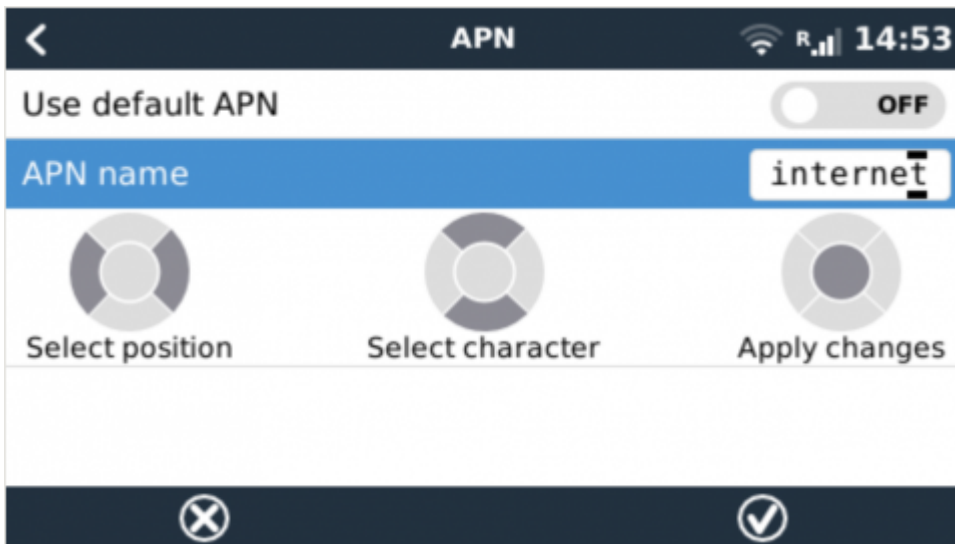 APN R 14:53
Use default APN OFF
APN name internet
Select position Select character Apply changes